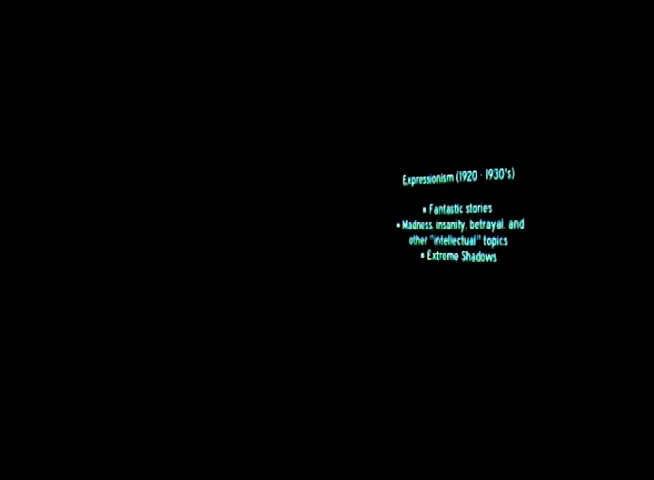 Expressionism (1920 - 1930's)
• Fantastic stories
• Madness, insanity, betrayal, and
other "intellectual" topics
• Extreme Shadows